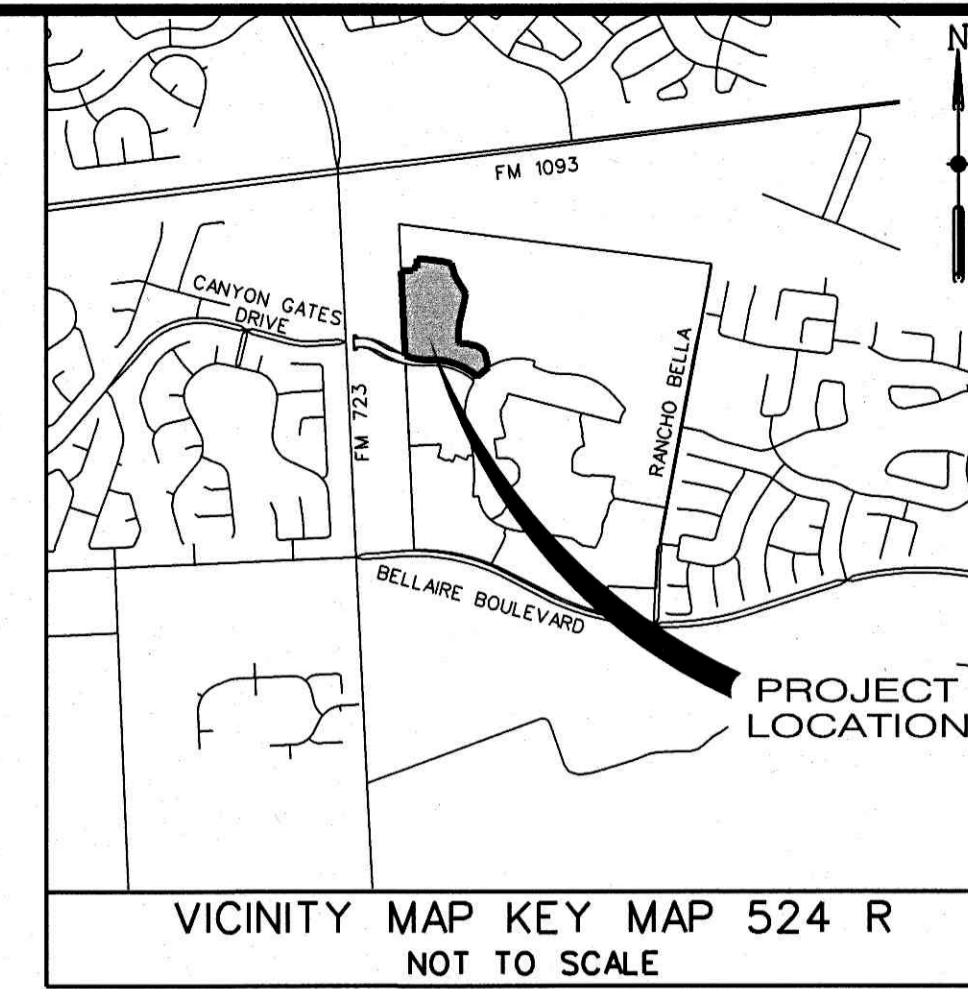 N
FM 1093
CANYON GATES
DRIVE
FM 723
RANCHO BELLA
BELLAIRE BOULEVARD
PROJECT
LOCATION
VICINITY MAP KEY MAP 524 R
NOT TO SCALE